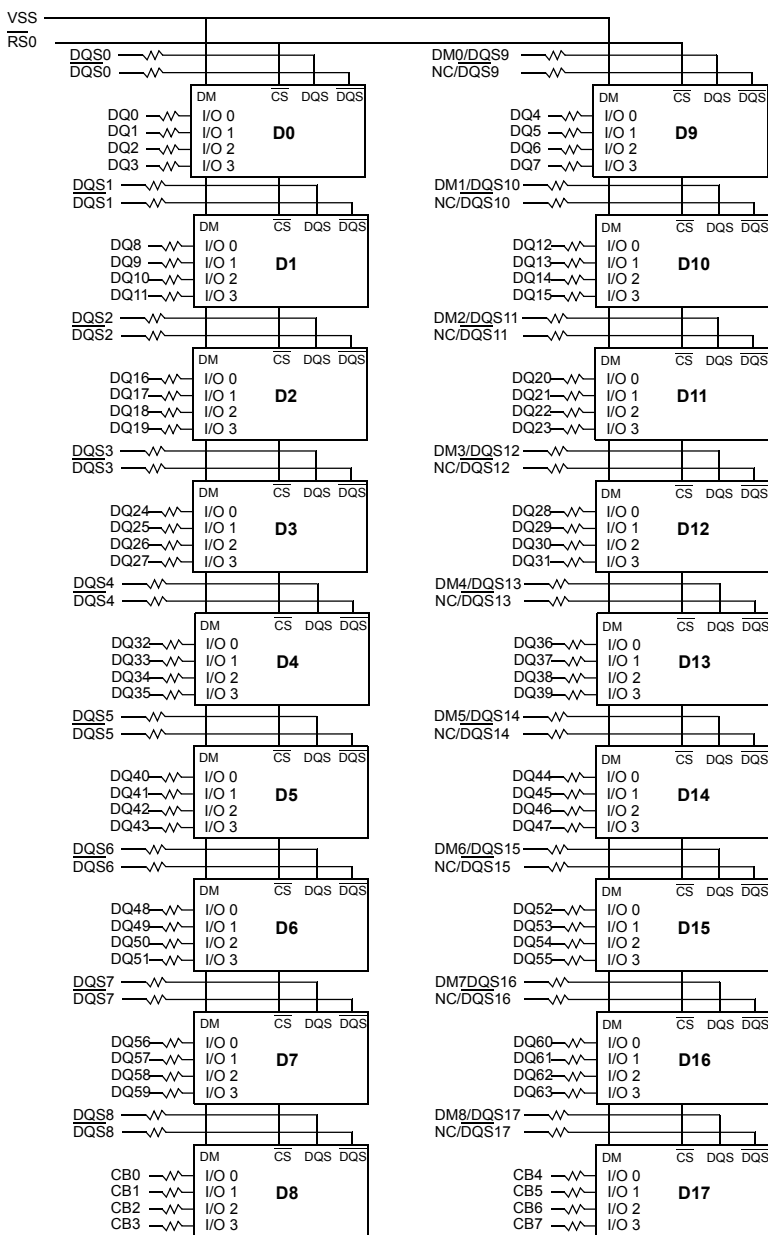 VSS
RS0
DQS0
DQS0
DM CS DQS DQS
DQ0 I/O 0
DQ1 I/O 1 D0
DQ2 I/O 2
DQ3 I/O 3
DQS1
DQS1
DM CS DQS DQS
DQ8 I/O 0
DQ9 I/O 1 D1
DQ10 I/O 2
DQ11 I/O 3
DQS2
DQS2
DM CS DQS DQS
DQ16 I/O 0
DQ17 I/O 1 D2
DQ18 I/O 2
DQ19 I/O 3
DQS3
DQS3
DM CS DQS DQS
DQ24 I/O 0
DQ25 I/O 1 D3
DQ26 I/O 2
DQ27 I/O 3
DQS4
DQS4
DM CS DQS DQS
DQ32 I/O 0
DQ33 I/O 1 D4
DQ34 I/O 2
DQ35 I/O 3
DQS5
DQS5
DM CS DQS DQS
DQ40 I/O 0
DQ41 I/O 1 D5
DQ42 I/O 2
DQ43 I/O 3
DQS6
DQS6
DM CS DQS DQS
DQ48 I/O 0
DQ49 I/O 1 D6
DQ50 I/O 2
DQ51 I/O 3
DQS7
DQS7
DM CS DQS DQS
DQ56 I/O 0
DQ57 I/O 1 D7
DQ58 I/O 2
DQ59 I/O 3
DQS8
DQS8
DM CS DQS DQS
CB0 I/O 0
CB1 I/O 1 D8
CB2 I/O 2
CB3 I/O 3
DM0/DQS9
NC/DQS9
DM CS DQS DQS
DQ4 I/O 0
DQ5 I/O 1 D9
DQ6 I/O 2
DQ7 I/O 3
DM1/DQS10
NC/DQS10
DM CS DQS DQS
DQ12 I/O 0
DQ13 I/O 1 D10
DQ14 I/O 2
DQ15 I/O 3
DM2/DQS11
NC/DQS11
DM CS DQS DQS
DQ20 I/O 0
DQ21 I/O 1 D11
DQ22 I/O 2
DQ23 I/O 3
DM3/DQS12
NC/DQS12
DM CS DQS DQS
DQ28 I/O 0
DQ29 I/O 1 D12
DQ30 I/O 2
DQ31 I/O 3
DM4/DQS13
NC/DQS13
DM CS DQS DQS
DQ36 I/O 0
DQ37 I/O 1 D13
DQ38 I/O 2
DQ39 I/O 3
DM5/DQS14
NC/DQS14
DM CS DQS DQS
DQ44 I/O 0
DQ45 I/O 1 D14
DQ46 I/O 2
DQ47 I/O 3
DM6/DQS15
NC/DQS15
DM CS DQS DQS
DQ52 I/O 0
DQ53 I/O 1 D15
DQ54 I/O 2
DQ55 I/O 3
DM7DQS16
NC/DQS16
DM CS DQS DQS
DQ60 I/O 0
DQ61 I/O 1 D16
DQ62 I/O 2
DQ63 I/O 3
DM8/DQS17
NC/DQS17
DM CS DQS DQS
CB4 I/O 0
CB5 I/O 1 D17
CB6 I/O 2
CB7 I/O 3